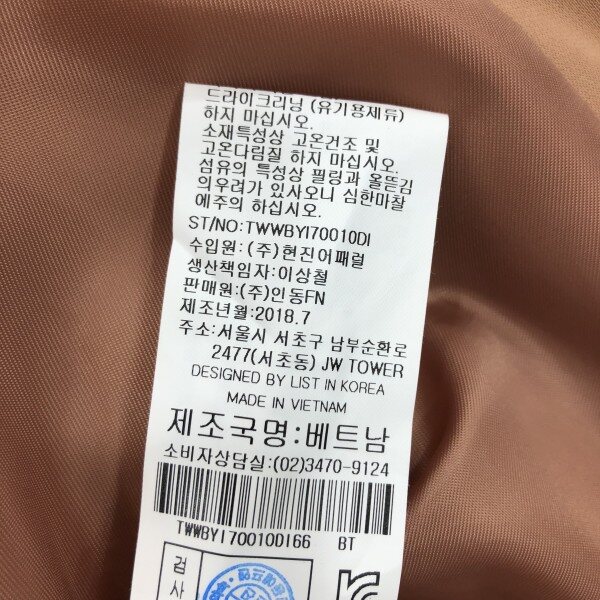 드라이크리닝 (유기용제류)
하지 마십시오.
소재특성상 고온건조 및
고온다림질 하지 마십시오.
섬유의 특성상 필링과 올뜯김
의우려가 있사오니 심한마찰
에주의 하십시오.
ST/NO:TWWBYI70010DI
수입원: (주)현진어패럴
생산책임자:이상철
판매원:(주)인동FN
제조년월:2018.7
주소:서울시 서초구 남부순환로
2477(서초동) JW TOWER
DESIGNED BY LIST IN KOREA
MADE IN VIETNAM
제조국명:베트남
소비자상담실:(02)3470-9124
TWWBYI70010DI66 BT
검
사